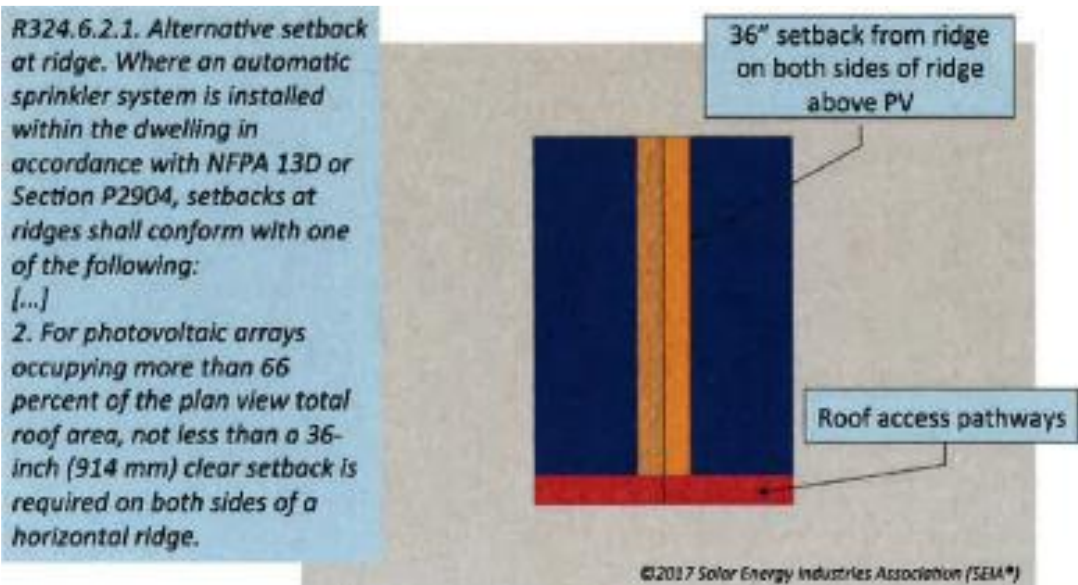 R324.6.2.1. Alternative setback
at ridge. Where an automatic
sprinkler system is installed
within the dwelling in
accordance with NFPA 13D or
Section P2904, setbacks at
ridges shall conform with one
of the following:
[...]
2. For photovoltaic arrays
occupying more than 66
percent of the plan view total
roof area, not less than a 36-
inch (914 mm) clear setback is
required on both sides of a
horizontal ridge.
36" setback from ridge
on both sides of ridge
above PV
Roof access pathways
©2017 Solar Energy Industries Association (SEIA®)